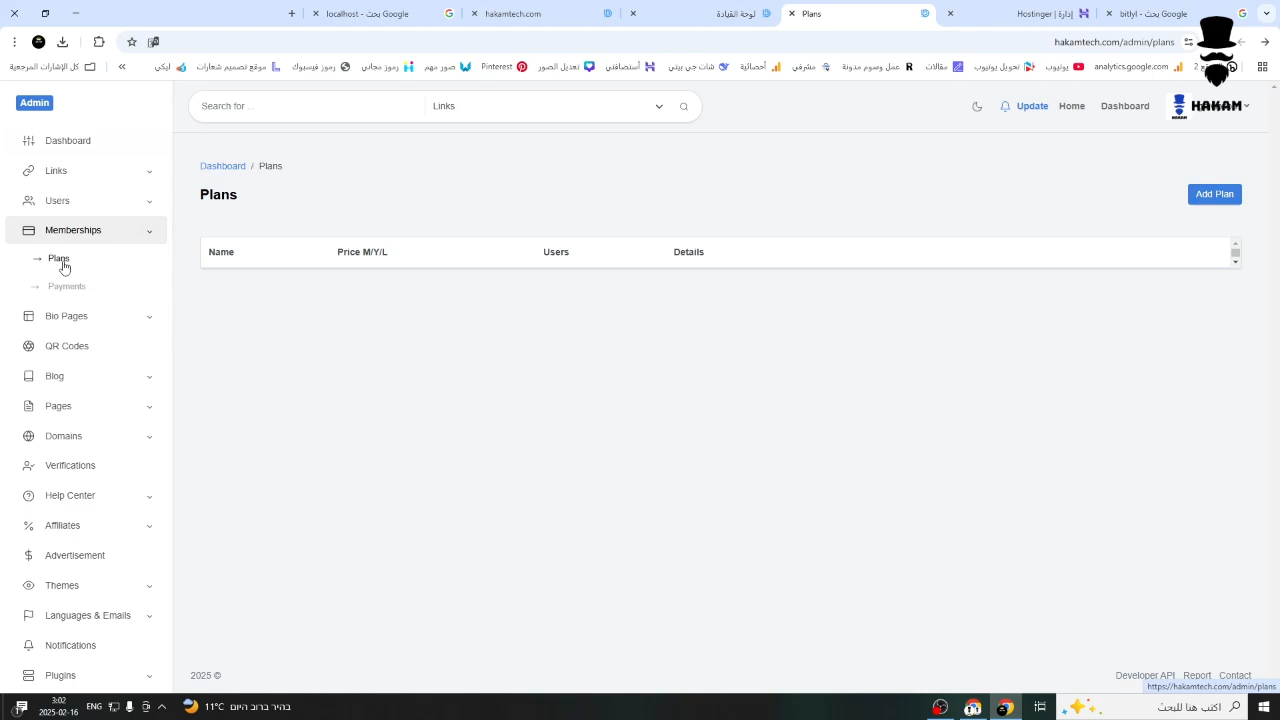 localhost - بحث Google
hakamtech.com
لوحة القيادة
Plans
Hostinger | إدارة
bitlyl - بحث Google
hakamtech.com/admin/plans
كل الإشارات المرجعية
ليكي
رموز فيسبوك
موقع تصميم شعارات
رموز مجاني
صور مهم
Pinterest
تعديل الصور
أستضافتي
شات جي بيتي
أحصائية
مشرفي
عمل وسوم مدونة
مقالات
تحويل يوتيوب
يوتيوب
analytics.google.com
Admin
Search for ...
Links
Update
Home
Dashboard
HAKAM
HAKAM
Dashboard
Links
Users
Memberships
Plans
Payments
Bio Pages
QR Codes
Blog
Pages
Domains
Verifications
Help Center
Affiliates
Advertisement
Themes
Languages & Emails
Notifications
Plugins
Dashboard / Plans
Plans
Add Plan
Name Price M/Y/L Users Details
2025 ©
Developer API Report Contact
https://hakamtech.com/admin/plans
3:02
2025-02-16
ENG
11°C בהיר ברוב היום
اكتب هنا للبحث